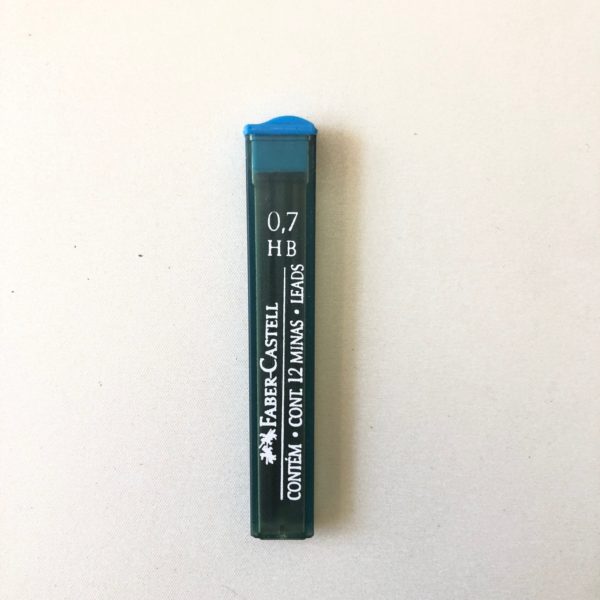 0,7
HB
FABER-CASTELL
CONTÉM • CONT. 12 MINAS • LEADS